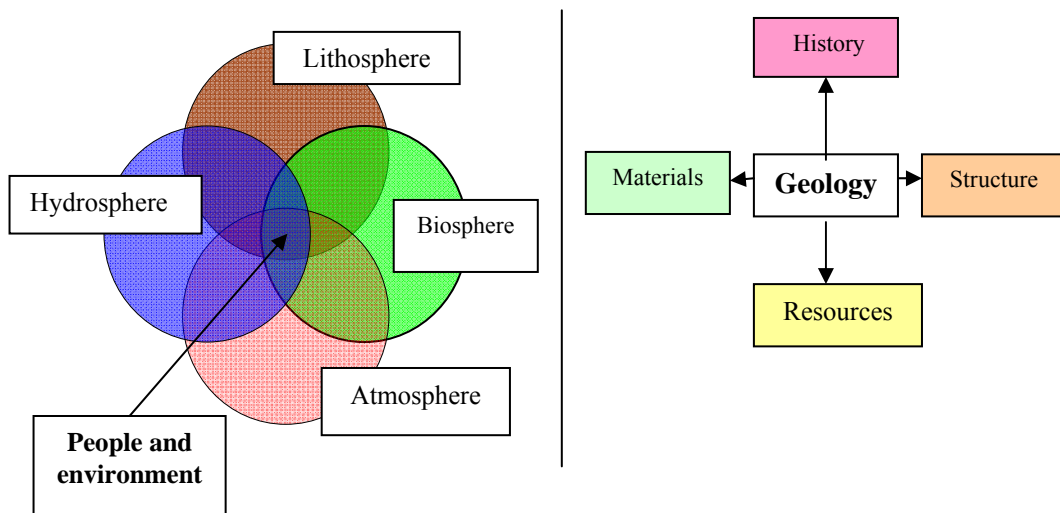 Lithosphere
Hydrosphere
Biosphere
Atmosphere
People and
environment
History
Materials
Geology
Structure
Resources